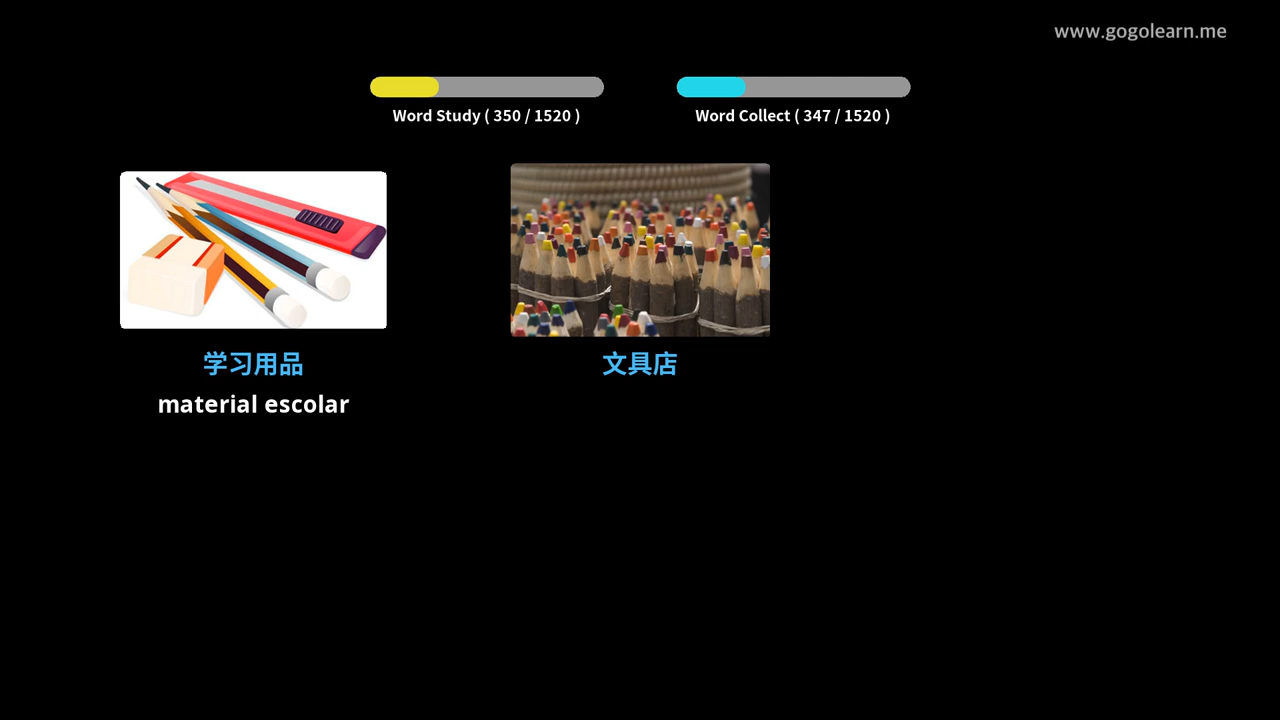 www.gogolearn.me
Word Study ( 350 / 1520 )
Word Collect ( 347 / 1520 )
学习用品
material escolar
文具店